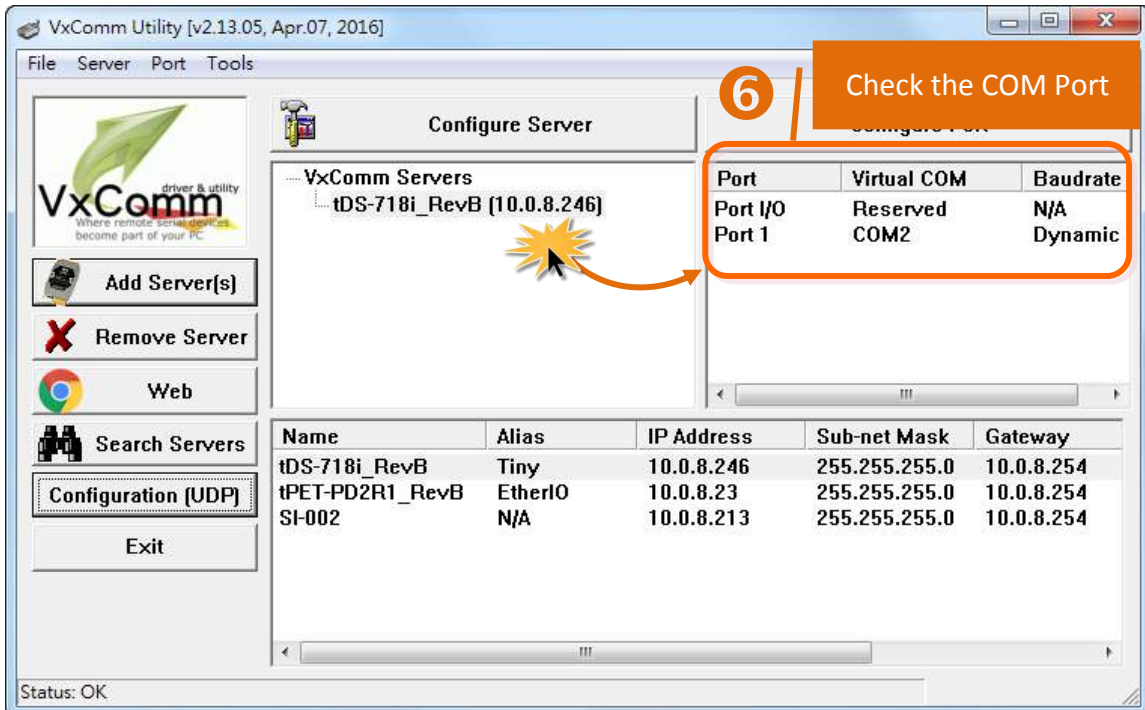 VxComm Utility [v2.13.05, Apr.07, 2016]
File Server Port Tools
6
Check the COM Port
VxComm
driver & utility
Where remote serial devices
become part of your PC
Configure Server
VxComm Servers
tDS-718i_RevB (10.0.8.246)
Port Virtual COM Baudrate
Port I/O Reserved N/A
Port 1 COM2 Dynamic
Add Server(s)
Remove Server
Web
Search Servers
Configuration (UDP)
Exit
Name Alias IP Address Sub-net Mask Gateway
tDS-718i_RevB Tiny 10.0.8.246 255.255.255.0 10.0.8.254
tPET-PD2R1_RevB EtherIO 10.0.8.23 255.255.255.0 10.0.8.254
SI-002 N/A 10.0.8.213 255.255.255.0 10.0.8.254
Status: OK